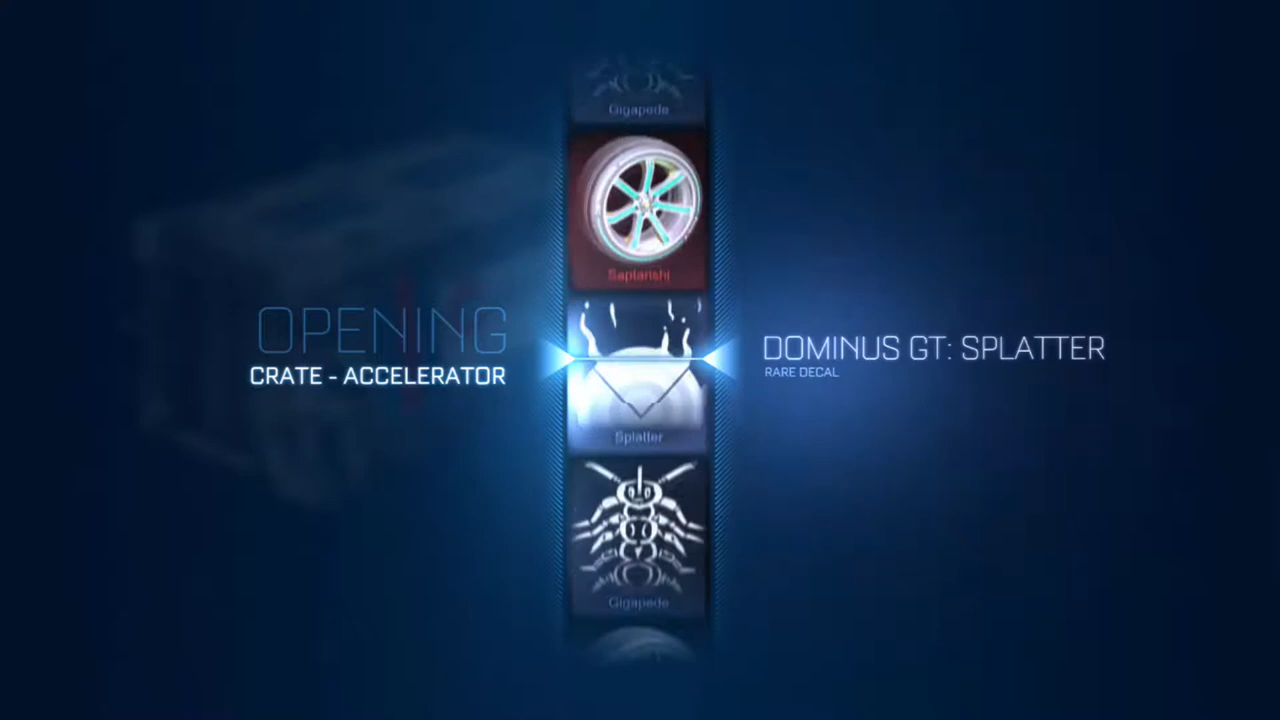 Gigapede
Saptarishi
OPENING
CRATE - ACCELERATOR
DOMINUS GT: SPLATTER
RARE DECAL
Splatter
Gigapede